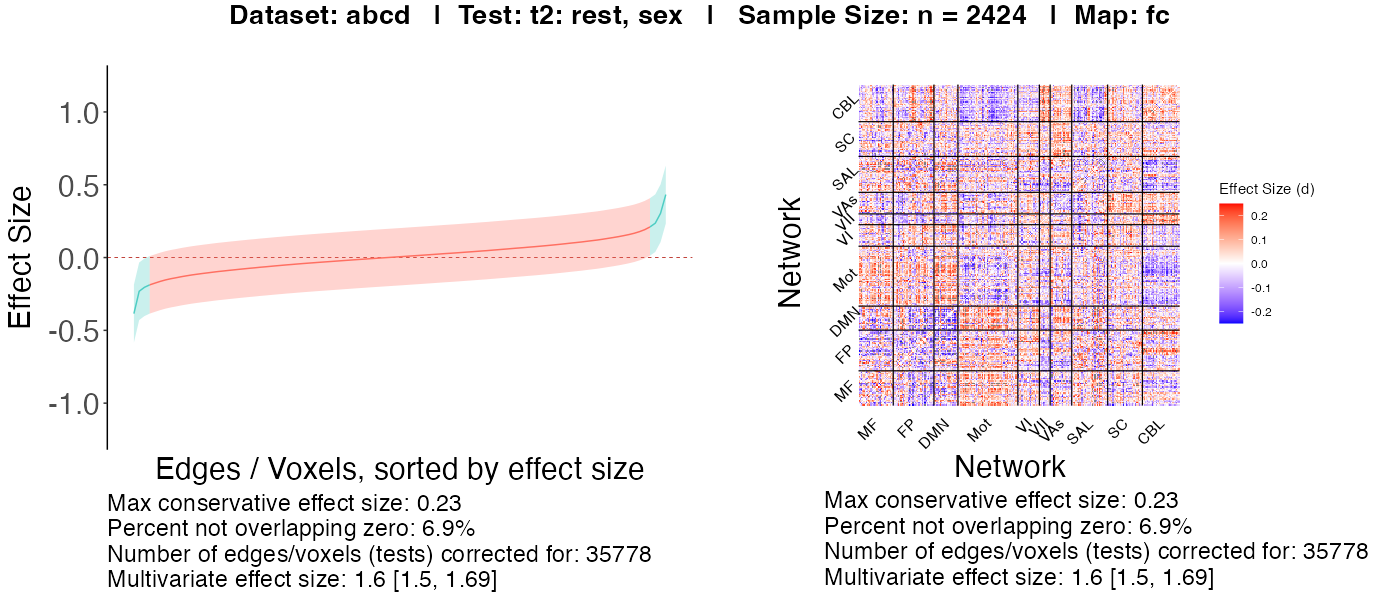 Dataset: abcd | Test: t2: rest, sex | Sample Size: n = 2424 | Map: fc
Effect Size
1.0
0.5
0.0
-0.5
-1.0
Edges / Voxels, sorted by effect size
Max conservative effect size: 0.23
Percent not overlapping zero: 6.9%
Number of edges/voxels (tests) corrected for: 35778
Multivariate effect size: 1.6 [1.5, 1.69]
Network
CBL
SC
SAL
VAs
VII
VI
Mot
DMN
FP
MF
MF
FP
DMN
Mot
VI
VII
VAs
SAL
SC
CBL
Network
Effect Size (d)
0.2
0.1
0.0
-0.1
-0.2
Max conservative effect size: 0.23
Percent not overlapping zero: 6.9%
Number of edges/voxels (tests) corrected for: 35778
Multivariate effect size: 1.6 [1.5, 1.69]